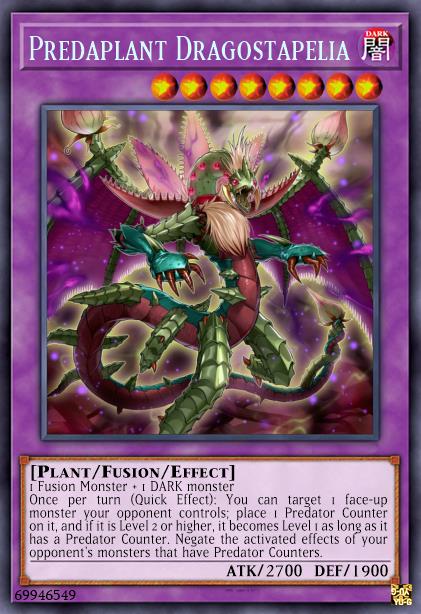 PREDAPLANT DRAGOSTAPELIA
DARK
闇
[PLANT/FUSION/EFFECT]
1 Fusion Monster + 1 DARK monster
Once per turn (Quick Effect): You can target 1 face-up
monster your opponent controls; place 1 Predator Counter
on it, and if it is Level 2 or higher, it becomes Level 1 as long as it
has a Predator Counter. Negate the activated effects of your
opponent's monsters that have Predator Counters.
ATK/2700 DEF/1900
69946549